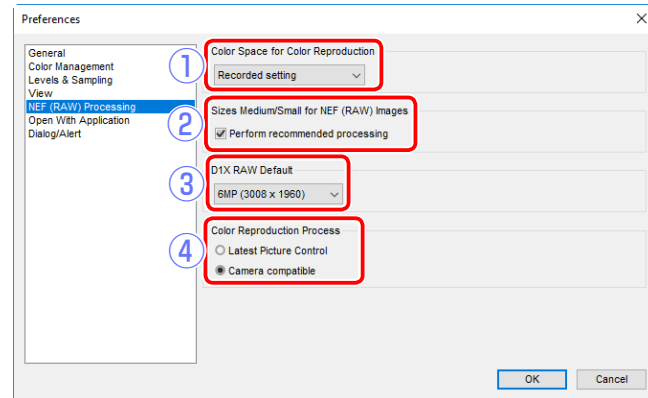 Preferences
General
Color Management
Levels & Sampling
View
NEF (RAW) Processing
Open With Application
Dialog/Alert
1
Color Space for Color Reproduction
Recorded setting
2
Sizes Medium/Small for NEF (RAW) Images
Perform recommended processing
3
D1X RAW Default
6MP (3008 x 1960)
4
Color Reproduction Process
Latest Picture Control
Camera compatible
OK Cancel